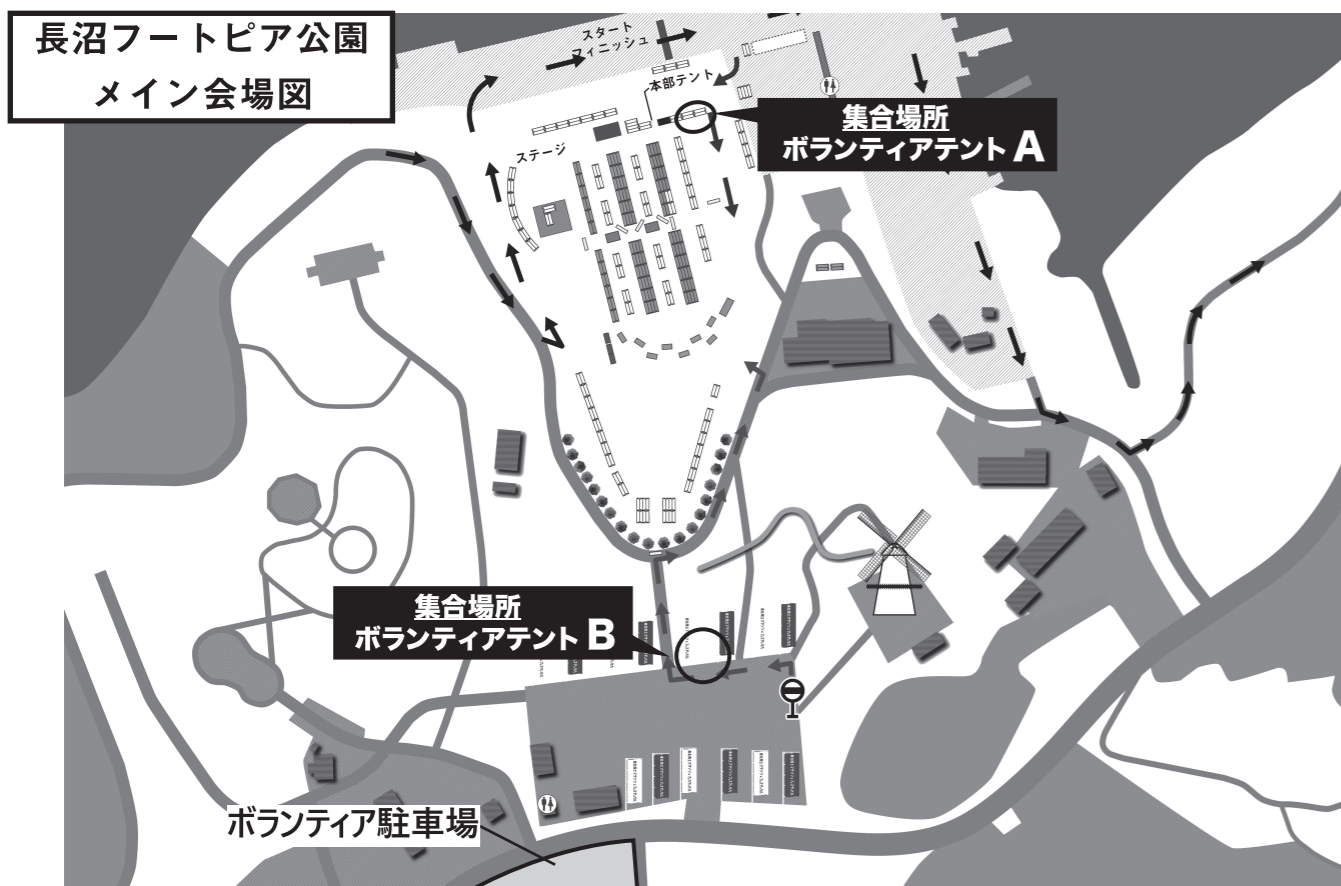 長沼フートピア公園
メイン会場図
スタート
フィニッシュ
本部テント
集合場所
ボランティアテント A
ステージ
集合場所
ボランティアテント B
ボランティア駐車場